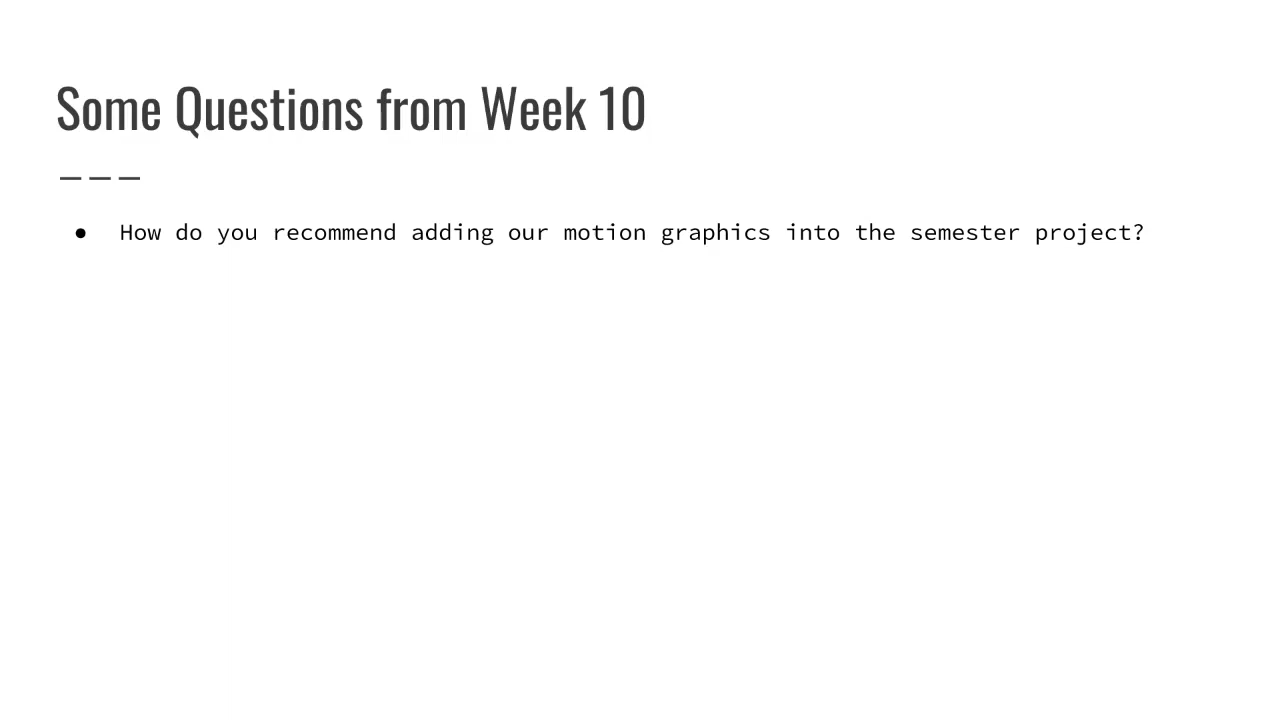 Some Questions from Week 10
● How do you recommend adding our motion graphics into the semester project?